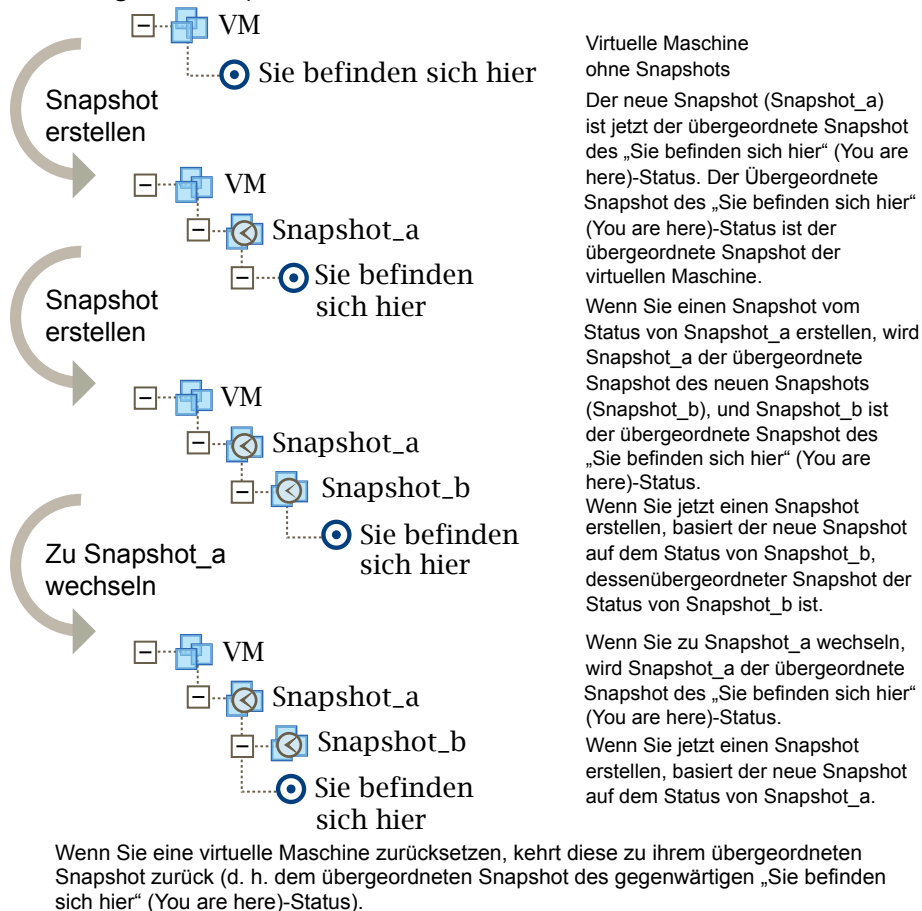 VM
Sie befinden sich hier
Virtuelle Maschine
ohne Snapshots
Snapshot
erstellen
Der neue Snapshot (Snapshot_a)
ist jetzt der übergeordnete Snapshot
des „Sie befinden sich hier“ (You are
here)-Status. Der Übergeordnete
Snapshot des „Sie befinden sich hier“
(You are here)-Status ist der
übergeordnete Snapshot der
virtuellen Maschine.
VM
Snapshot_a
Sie befinden
sich hier
Snapshot
erstellen
Wenn Sie einen Snapshot vom
Status von Snapshot_a erstellen, wird
Snapshot_a der übergeordnete
Snapshot des neuen Snapshots
(Snapshot_b), und Snapshot_b ist
der übergeordnete Snapshot des
„Sie befinden sich hier“ (You are
here)-Status.
VM
Snapshot_a
Snapshot_b
Sie befinden
sich hier
Wenn Sie jetzt einen Snapshot
erstellen, basiert der neue Snapshot
auf dem Status von Snapshot_b,
dessenübergeordneter Snapshot der
Status von Snapshot_b ist.
Zu Snapshot_a
wechseln
VM
Snapshot_a
Snapshot_b
Sie befinden
sich hier
Wenn Sie zu Snapshot_a wechseln,
wird Snapshot_a der übergeordnete
Snapshot des „Sie befinden sich hier“
(You are here)-Status.
Wenn Sie jetzt einen Snapshot
erstellen, basiert der neue Snapshot
auf dem Status von Snapshot_a.
Wenn Sie eine virtuelle Maschine zurücksetzen, kehrt diese zu ihrem übergeordneten
Snapshot zurück (d. h. dem übergeordneten Snapshot des gegenwärtigen „Sie befinden
sich hier“ (You are here)-Status).